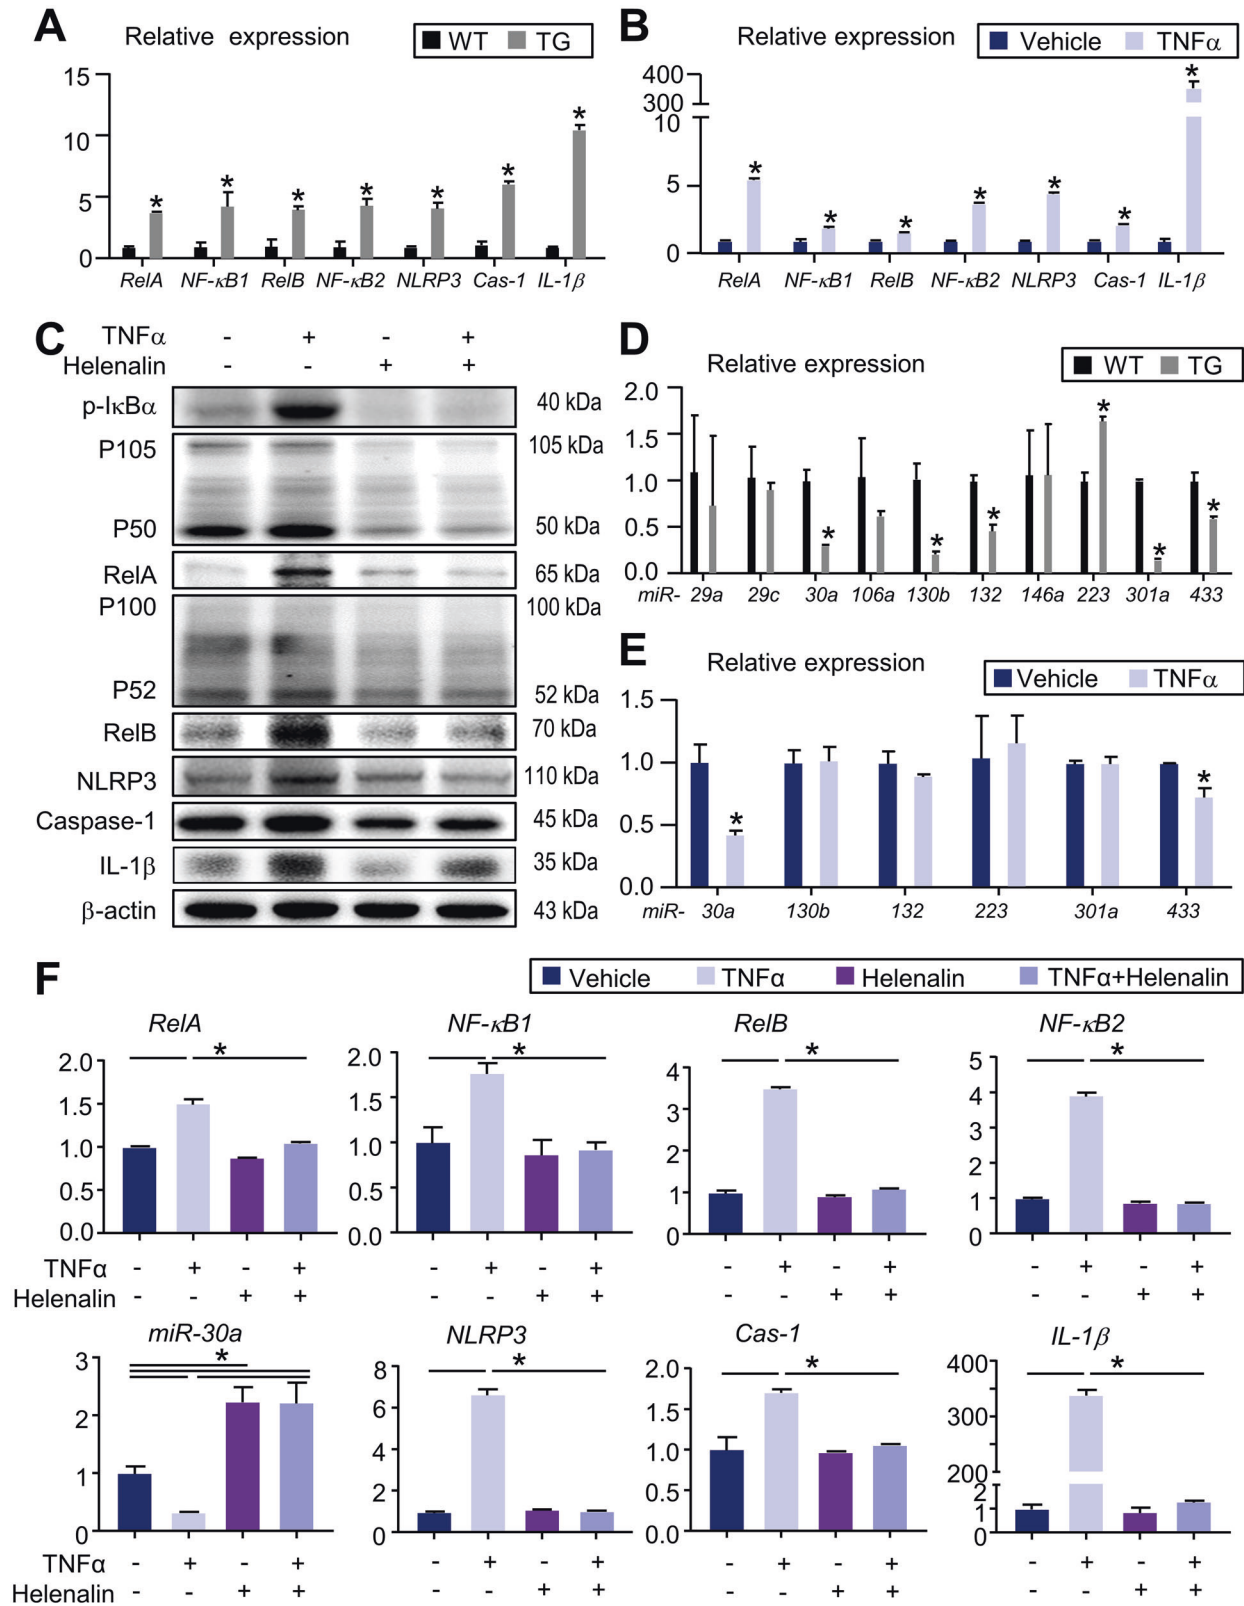 A
Relative expression
WT TG
15
10
5
0
RelA NF-κB1 RelB NF-κB2 NLRP3 Cas-1 IL-1β
* * * * * * *
B
Relative expression
Vehicle TNFα
400
300
10
5
0
RelA NF-κB1 RelB NF-κB2 NLRP3 Cas-1 IL-1β
* * * * * * *
C
TNFα - + - +
Helenalin - - + +
p-IκBα 40 kDa
P105 105 kDa
P50 50 kDa
RelA 65 kDa
P100 100 kDa
P52 52 kDa
RelB 70 kDa
NLRP3 110 kDa
Caspase-1 45 kDa
IL-1β 35 kDa
β-actin 43 kDa
D
Relative expression
WT TG
2.0
1.5
1.0
0.5
0.0
* * * * * *
miR- 29a 29c 30a 106a 130b 132 146a 223 301a 433
E
Relative expression
Vehicle TNFα
1.5
1.0
0.5
0.0
* *
miR- 30a 130b 132 223 301a 433
F
Vehicle TNFα Helenalin TNFα+Helenalin
RelA
*
2.0
1.5
1.0
0.5
0.0
TNFα - + - +
Helenalin - - + +
NF-κB1
*
2.0
1.5
1.0
0.5
0.0
- + - +
- - + +
RelB
*
4
3
2
1
0
- + - +
- - + +
NF-κB2
*
5
4
3
2
1
0
- + - +
- - + +
miR-30a
*
3
2
1
0
TNFα - + - +
Helenalin - - + +
NLRP3
*
8
6
4
2
0
- + - +
- - + +
Cas-1
*
2.0
1.5
1.0
0.5
0.0
- + - +
- - + +
IL-1β
*
400
300
200
2
1
0
- + - +
- - + +